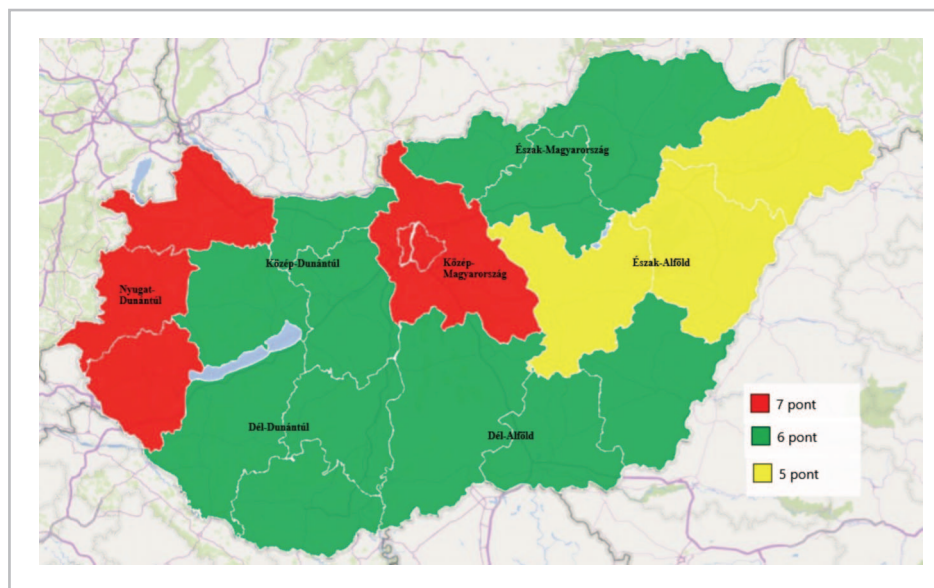 Észak-Magyarország
Közép-Dunántúl
Közép-
Magyarország
Észak-Alföld
Nyugat-
Dunántúl
Dél-Dunántúl
Dél-Alföld
7 pont
6 pont
5 pont